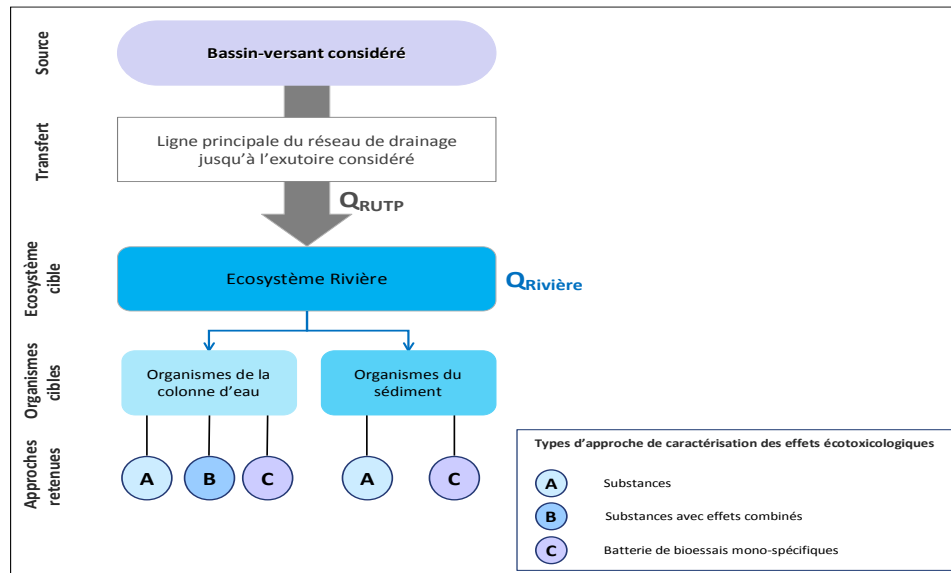 Source
Bassin-versant considéré
Transfert
Ligne principale du réseau de drainage
jusqu'à l'exutoire considéré
QRUTP
Ecosystème
cible
Ecosystème Rivière
QRivière
Organismes
cibles
Organismes de la
colonne d'eau
Organismes du
sédiment
Approches
retenues
A
B
C
A
C
Types d'approche de caractérisation des effets écotoxicologiques
A Substances
B Substances avec effets combinés
C Batterie de bioessais mono-spécifiques